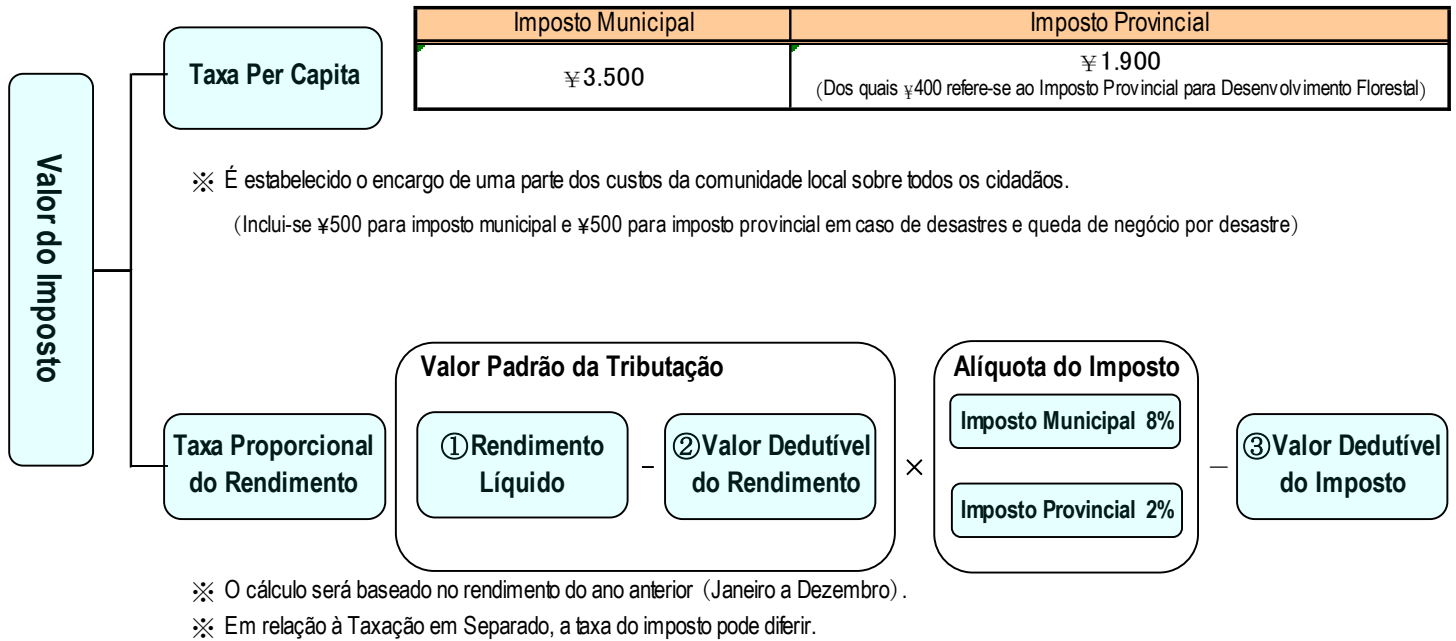 Imposto Municipal
Imposto Provincial
Taxa Per Capita
￥3.500
￥1.900
（Dos quais ￥400 refere-se ao Imposto Provincial para Desenvolvimento Florestal）
Valor do Imposto
※ É estabelecido o encargo de uma parte dos custos da comunidade local sobre todos os cidadãos.
（Inclui-se ¥500 para imposto municipal e ¥500 para imposto provincial em caso de desastres e queda de negócio por desastre）
Valor Padrão da Tributação
Alíquota do Imposto
Taxa Proporcional
do Rendimento
①Rendimento
Líquido
-
②Valor Dedutível
do Rendimento
×
Imposto Municipal 8%
Imposto Provincial 2%
－
③Valor Dedutível
do Imposto
※ O cálculo será baseado no rendimento do ano anterior（Janeiro a Dezembro）.
※ Em relação à Taxação em Separado, a taxa do imposto pode diferir.